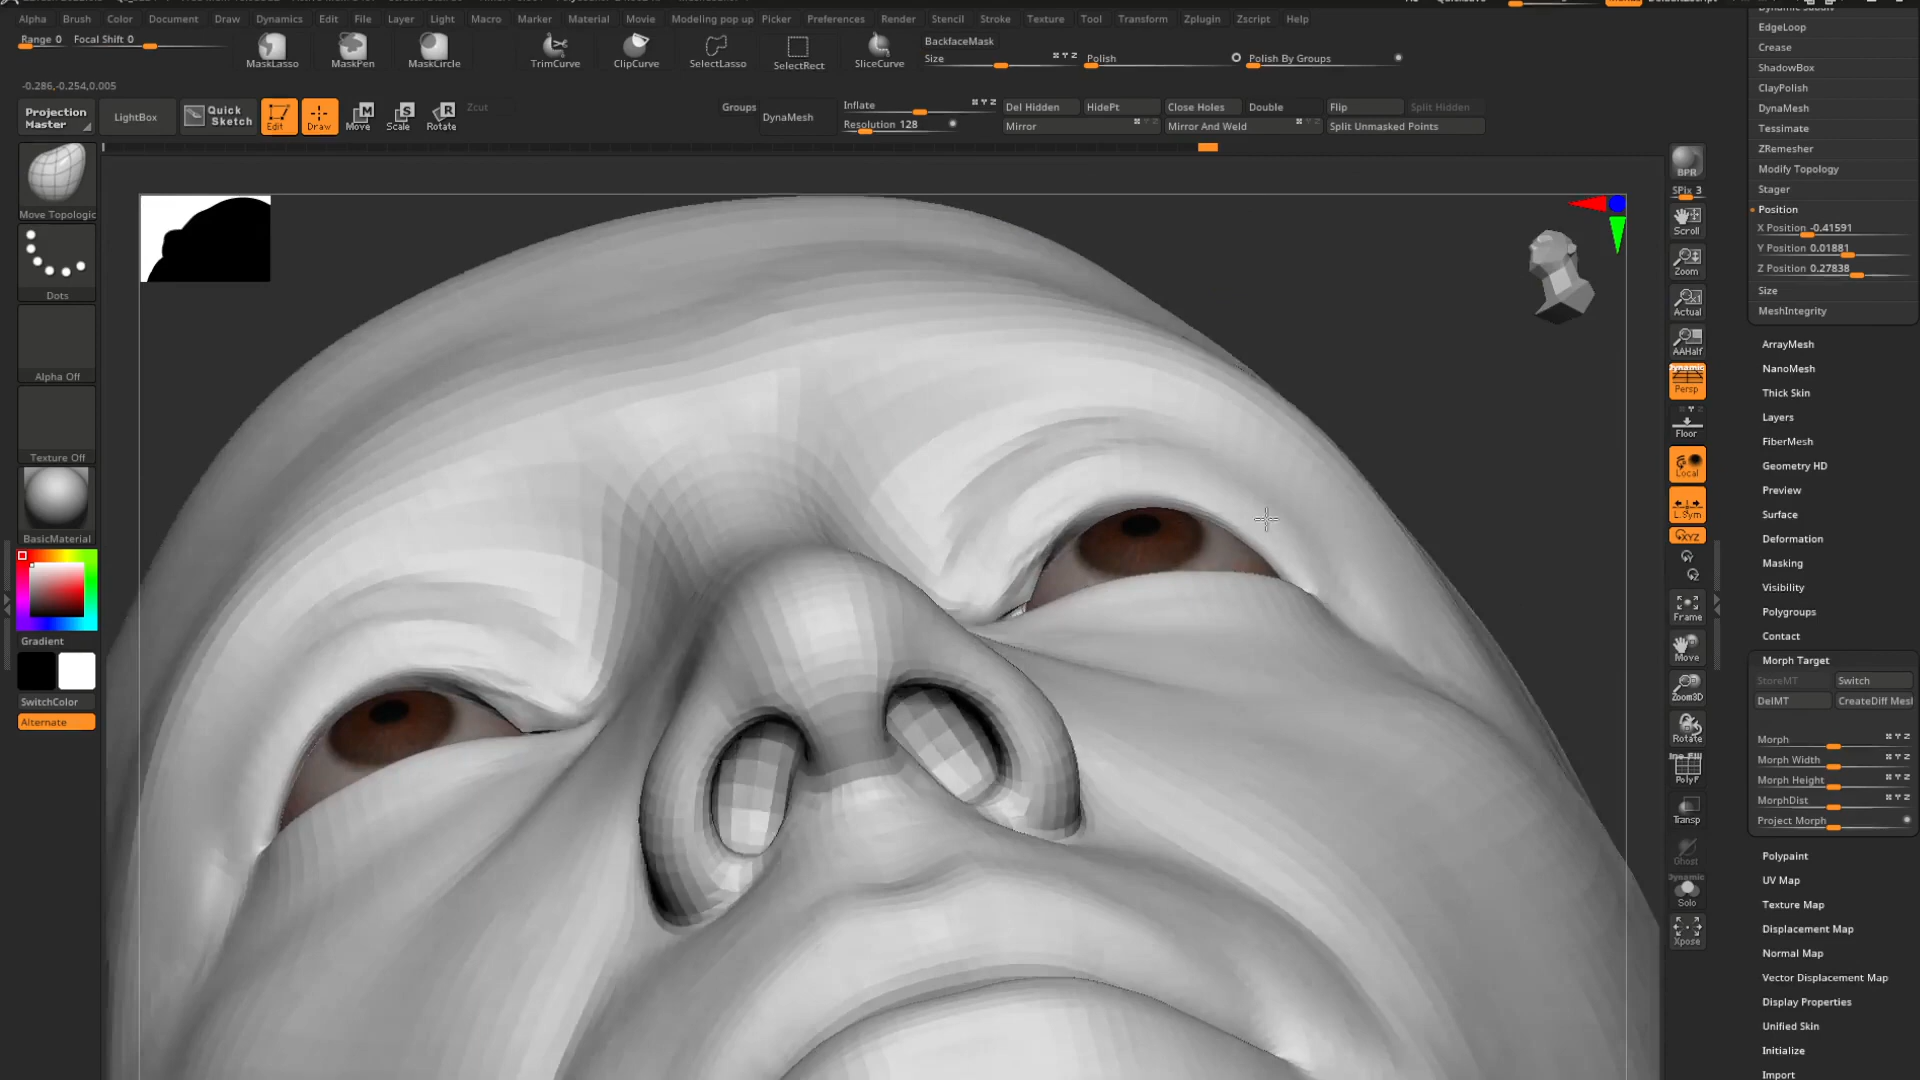 Alpha Brush Color Document Draw Dynamics Edit File Layer Light Macro Marker Material Movie Modeling pop up Picker Preferences Render Stencil Stroke Texture Tool Transform Zplugin Zscript Help
Range 0 Focal Shift 0
MaskLasso MaskPen MaskCircle TrimCurve ClipCurve SelectLasso SelectRect SliceCurve
BackfaceMask
Size Polish Polish By Groups
-0.286,-0.254,0.005
Projection Master
LightBox
Quick Sketch
Edit Draw Move Scale Rotate
Zcut
Groups
DynaMesh
Inflate
Resolution 128
Del Hidden HidePt Close Holes Double Flip Split Hidden
Mirror Mirror And Weld Split Unmasked Points
Move Topologic
Dots
Alpha Off
Texture Off
BasicMaterial
Gradient
SwitchColor
Alternate
BPR
SPix 3
Scroll
Zoom
Actual
AAHalf
Dynamic
Persp
Floor
Local
L.Sym
XYZ
Frame
Move
Zoom3D
Rotate
Line Fill
PolyF
Transp
Ghost
Dynamic
Solo
Xpose
EdgeLoop
Crease
ShadowBox
ClayPolish
DynaMesh
Tessimate
ZRemesher
Modify Topology
Stager
Position
X Position -0.41591
Y Position 0.01881
Z Position 0.27838
Size
MeshIntegrity
ArrayMesh
NanoMesh
Thick Skin
Layers
FiberMesh
Geometry HD
Preview
Surface
Deformation
Masking
Visibility
Polygroups
Contact
Morph Target
StoreMT Switch
DelMT CreateDiff Mesl
Morph
Morph Width
Morph Height
MorphDist
Project Morph
Polypaint
UV Map
Texture Map
Displacement Map
Normal Map
Vector Displacement Map
Display Properties
Unified Skin
Initialize
Import